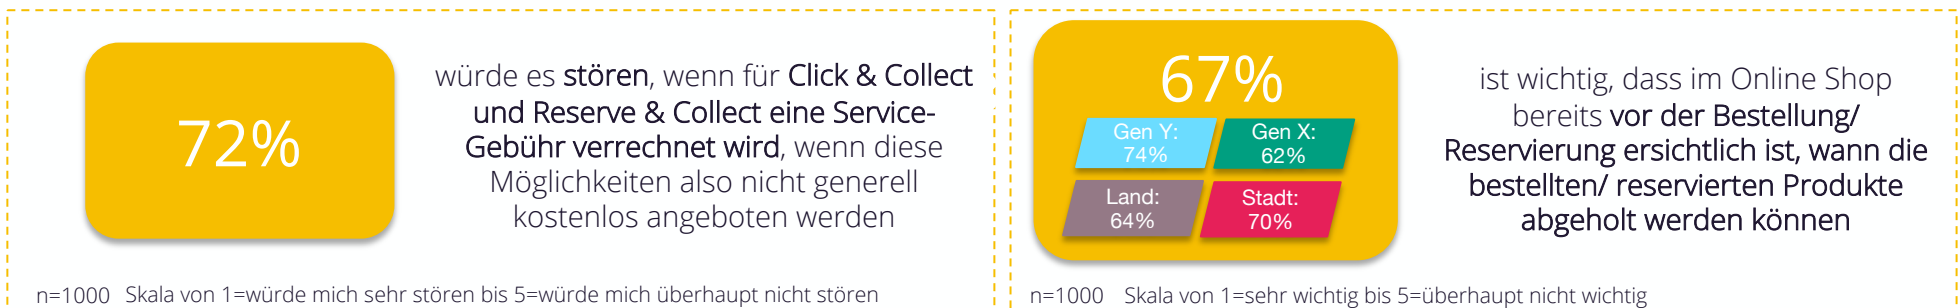 72%
würde es stören, wenn für Click & Collect
und Reserve & Collect eine Service-
Gebühr verrechnet wird, wenn diese
Möglichkeiten also nicht generell
kostenlos angeboten werden
n=1000 Skala von 1=würde mich sehr stören bis 5=würde mich überhaupt nicht stören
67%
Gen Y:
74%
Gen X:
62%
Land:
64%
Stadt:
70%
ist wichtig, dass im Online Shop
bereits vor der Bestellung/
Reservierung ersichtlich ist, wann die
bestellten/ reservierten Produkte
abgeholt werden können
n=1000 Skala von 1=sehr wichtig bis 5=überhaupt nicht wichtig